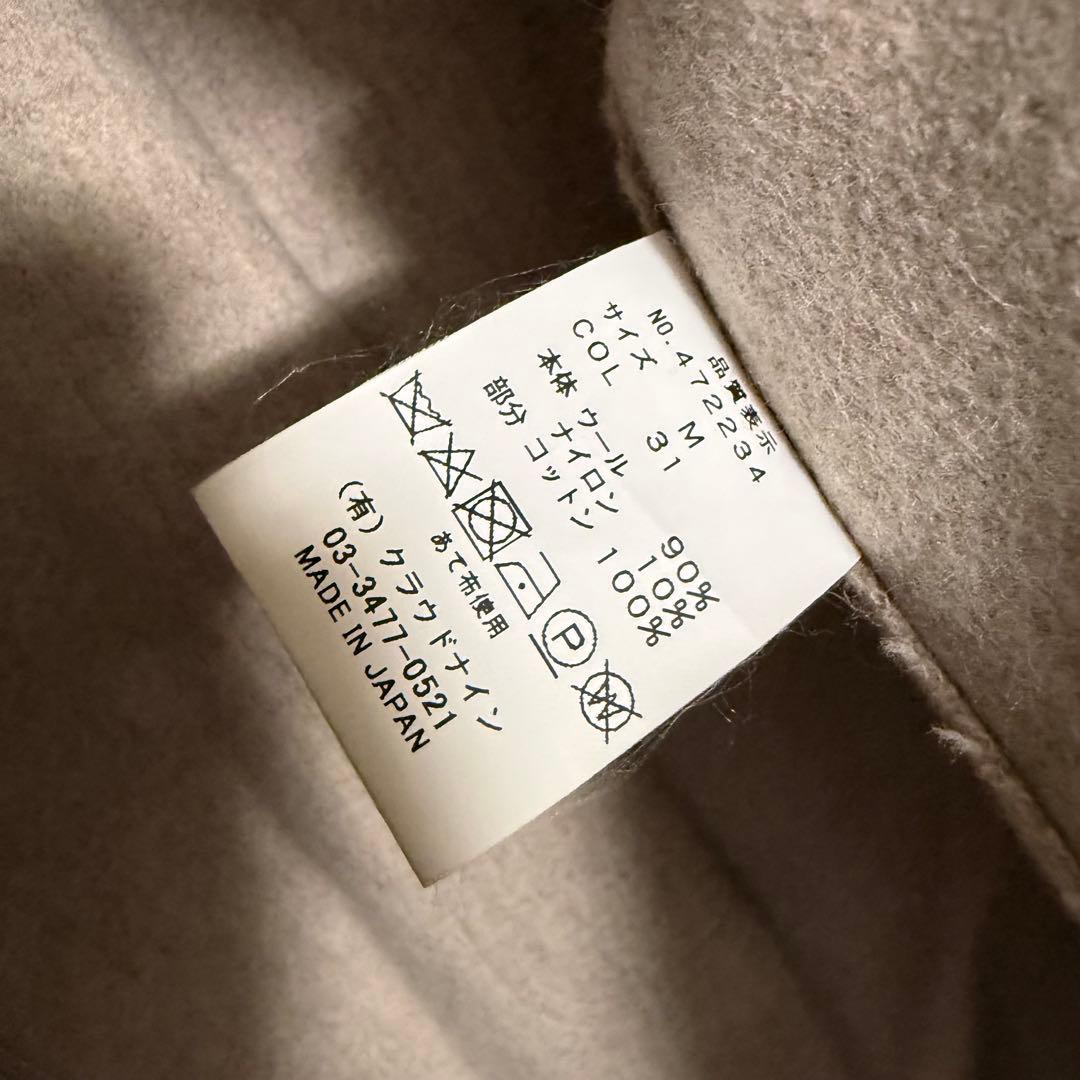 品質表示
NO. 472234
サイズ M
COL 31
本体 ウール 90%
ナイロン 10%
部分 コットン 100%
P
W
あて布使用
(有) クラウドナイン
03-3477-0521
MADE IN JAPAN